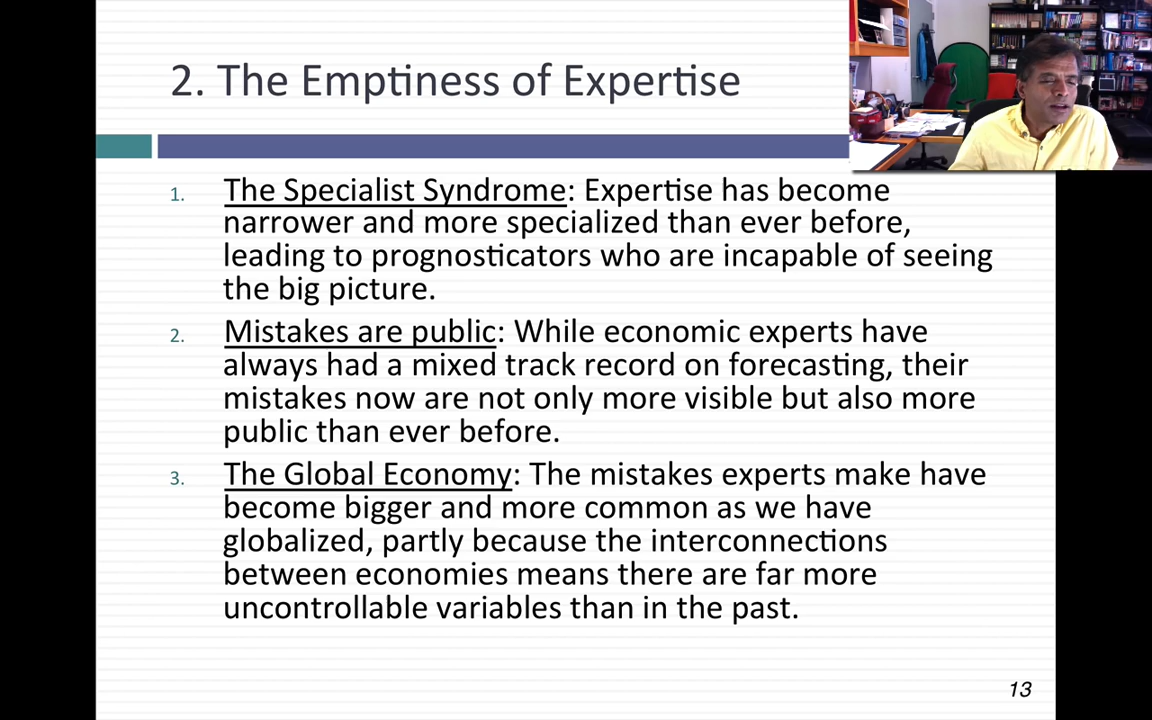 2. The Emptiness of Expertise
1. The Specialist Syndrome: Expertise has become
narrower and more specialized than ever before,
leading to prognosticators who are incapable of seeing
the big picture.
2. Mistakes are public: While economic experts have
always had a mixed track record on forecasting, their
mistakes now are not only more visible but also more
public than ever before.
3. The Global Economy: The mistakes experts make have
become bigger and more common as we have
globalized, partly because the interconnections
between economies means there are far more
uncontrollable variables than in the past.
13